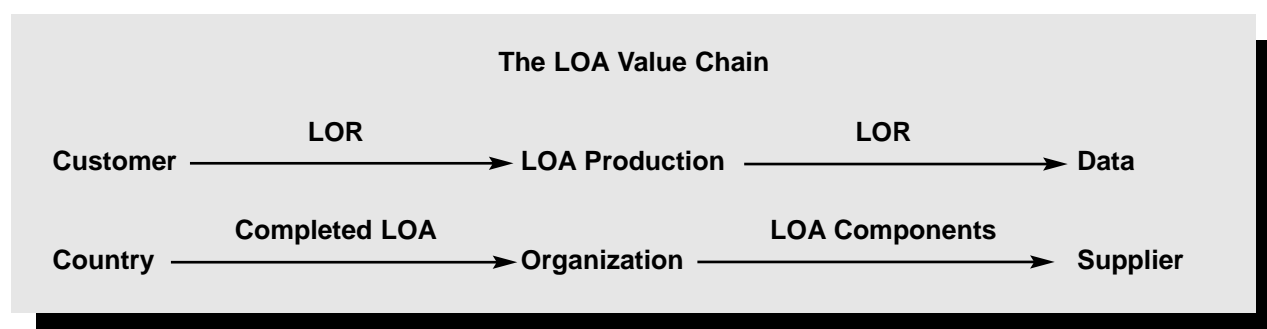 The LOA Value Chain
LOR LOR
Customer LOA Production Data
Completed LOA LOA Components
Country Organization Supplier